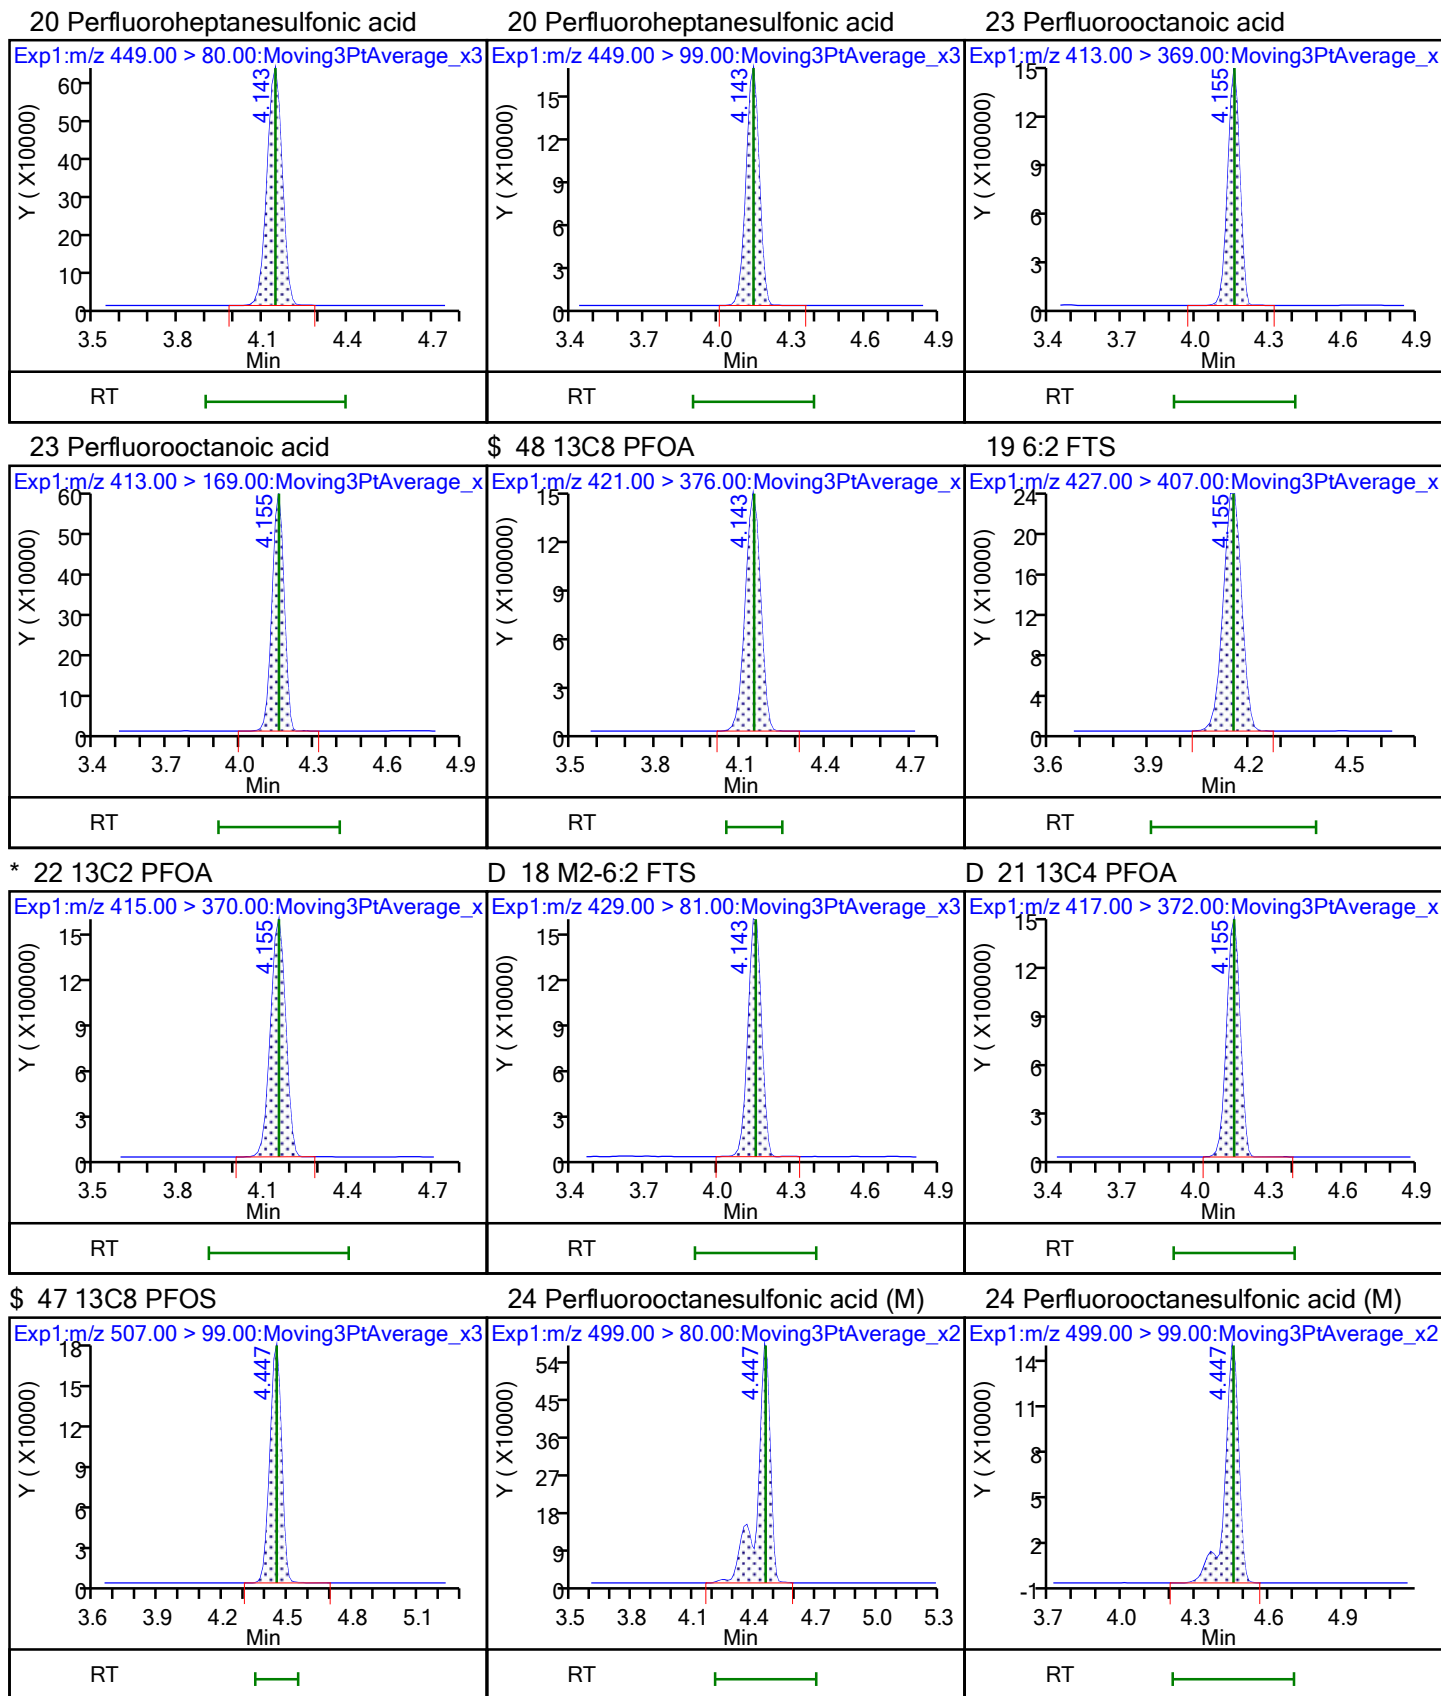 20 Perfluoroheptanesulfonic acid
Exp1:m/z 449.00 > 80.00:Moving3PtAverage_x3
Y ( X10000)
60
50
40
30
20
10
0
4.143
3.5 3.8 4.1 4.4 4.7
Min
RT
20 Perfluoroheptanesulfonic acid
Exp1:m/z 449.00 > 99.00:Moving3PtAverage_x3
Y ( X100000)
15
12
9
6
3
0
4.143
3.4 3.7 4.0 4.3 4.6 4.9
Min
RT
23 Perfluorooctanoic acid
Exp1:m/z 413.00 > 369.00:Moving3PtAverage_x
Y ( X100000)
15
12
9
6
3
0
4.155
3.4 3.7 4.0 4.3 4.6 4.9
Min
RT
23 Perfluorooctanoic acid
Exp1:m/z 413.00 > 169.00:Moving3PtAverage_x
Y ( X10000)
60
50
40
30
20
10
0
4.155
3.4 3.7 4.0 4.3 4.6 4.9
Min
RT
$ 48 13C8 PFOA
Exp1:m/z 421.00 > 376.00:Moving3PtAverage_x
Y ( X100000)
15
12
9
6
3
0
4.143
3.5 3.8 4.1 4.4 4.7
Min
RT
19 6:2 FTS
Exp1:m/z 427.00 > 407.00:Moving3PtAverage_x
Y ( X10000)
24
20
16
12
8
4
0
4.155
3.6 3.9 4.2 4.5
Min
RT
* 22 13C2 PFOA
Exp1:m/z 415.00 > 370.00:Moving3PtAverage_x
Y ( X100000)
15
12
9
6
3
0
4.155
3.5 3.8 4.1 4.4 4.7
Min
RT
D 18 M2-6:2 FTS
Exp1:m/z 429.00 > 81.00:Moving3PtAverage_x3
Y ( X10000)
15
12
9
6
3
0
4.143
3.4 3.7 4.0 4.3 4.6 4.9
Min
RT
D 21 13C4 PFOA
Exp1:m/z 417.00 > 372.00:Moving3PtAverage_x
Y ( X100000)
15
12
9
6
3
0
4.155
3.4 3.7 4.0 4.3 4.6 4.9
Min
RT
$ 47 13C8 PFOS
Exp1:m/z 507.00 > 99.00:Moving3PtAverage_x3
Y ( X10000)
18
15
12
9
6
3
0
4.447
3.6 3.9 4.2 4.5 4.8 5.1
Min
RT
24 Perfluorooctanesulfonic acid (M)
Exp1:m/z 499.00 > 80.00:Moving3PtAverage_x2
Y ( X10000)
54
45
36
27
18
9
0
4.447
3.5 3.8 4.1 4.4 4.7 5.0 5.3
Min
RT
24 Perfluorooctanesulfonic acid (M)
Exp1:m/z 499.00 > 99.00:Moving3PtAverage_x2
Y ( X10000)
14
11
8
5
2
-1
4.447
3.7 4.0 4.3 4.6 4.9
Min
RT